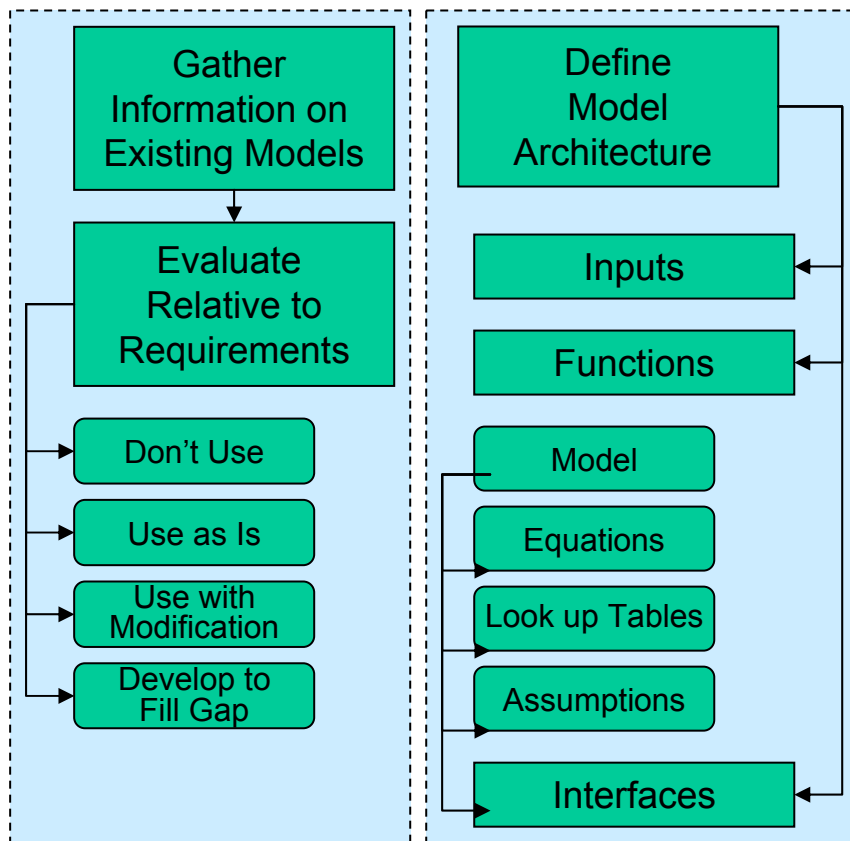 Gather
Information on
Existing Models
Evaluate
Relative to
Requirements
Don’t Use
Use as Is
Use with
Modification
Develop to
Fill Gap
Define
Model
Architecture
Inputs
Functions
Model
Equations
Look up Tables
Assumptions
Interfaces